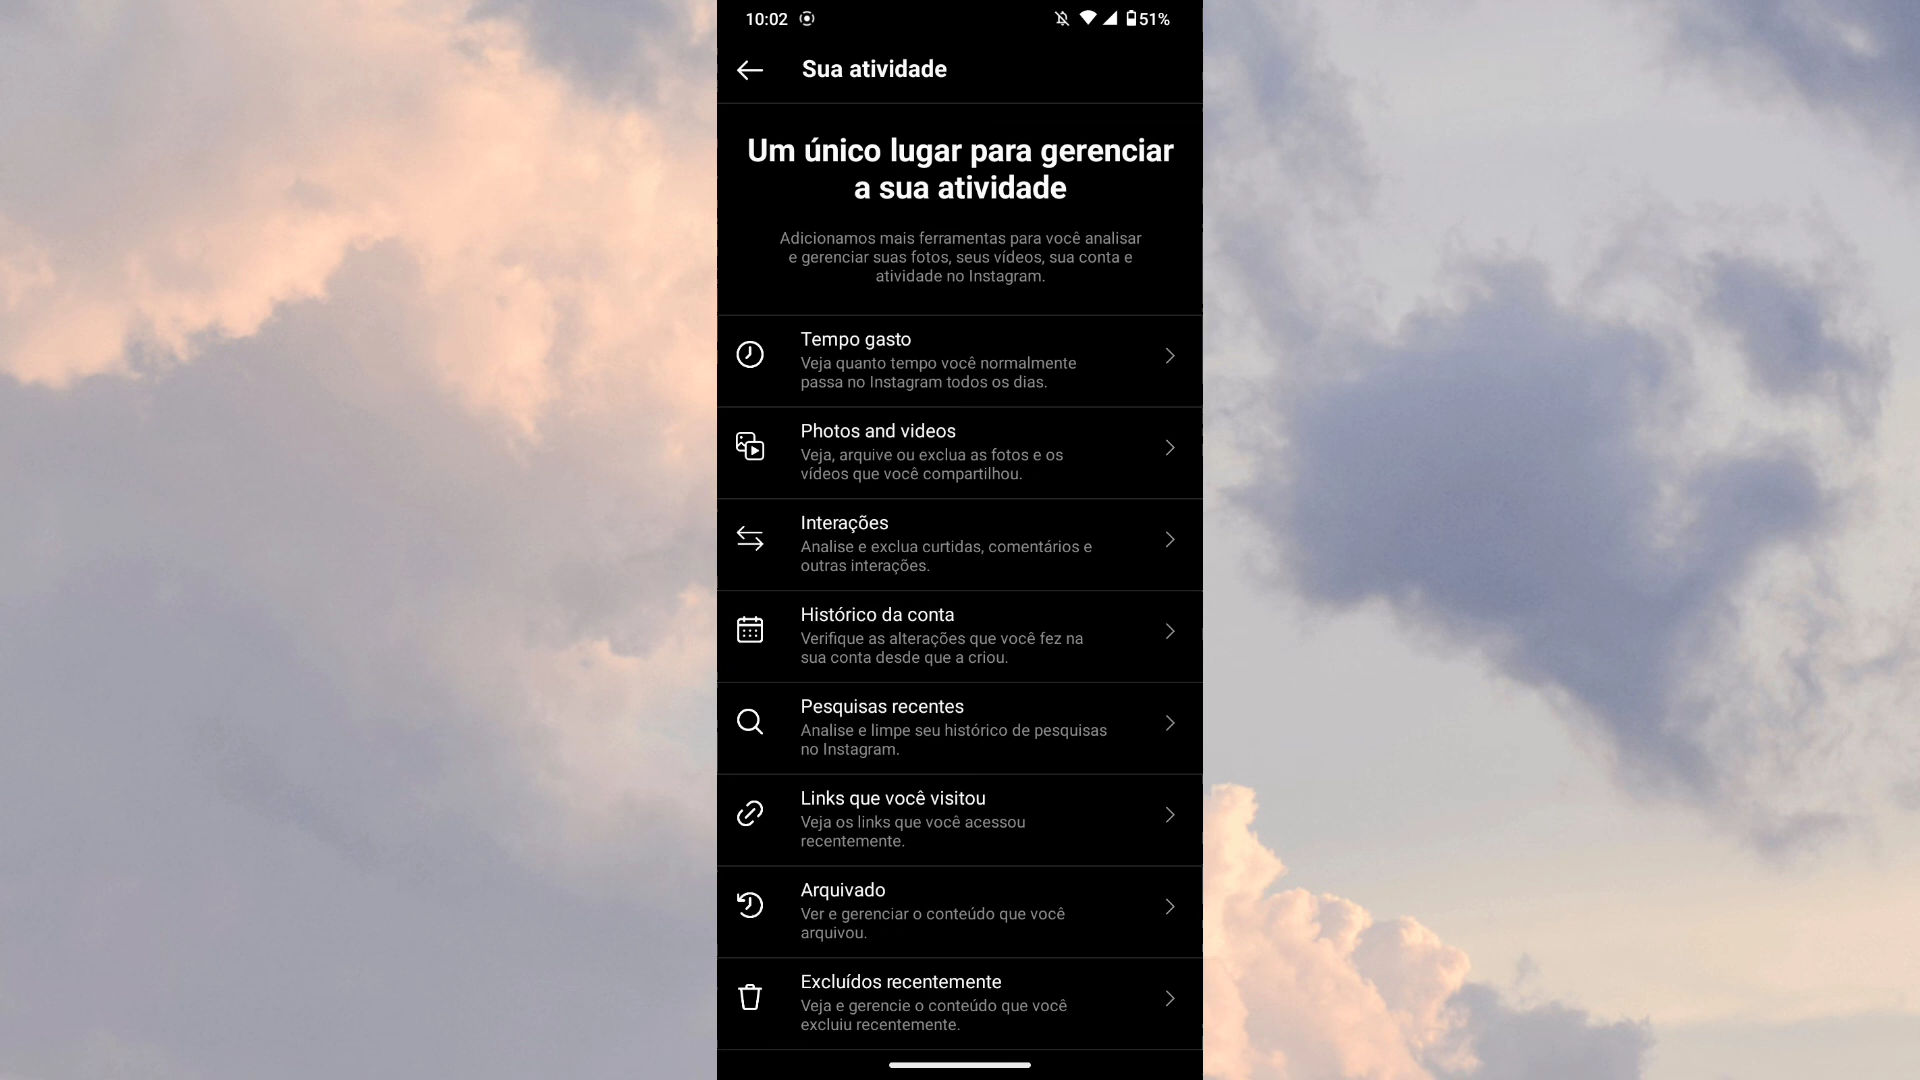 10:02
51%
Sua atividade
Um único lugar para gerenciar
a sua atividade
Adicionamos mais ferramentas para você analisar
e gerenciar suas fotos, seus vídeos, sua conta e
atividade no Instagram.
Tempo gasto
Veja quanto tempo você normalmente
passa no Instagram todos os dias.
Photos and videos
Veja, arquive ou exclua as fotos e os
vídeos que você compartilhou.
Interações
Analise e exclua curtidas, comentários e
outras interações.
Histórico da conta
Verifique as alterações que você fez na
sua conta desde que a criou.
Pesquisas recentes
Analise e limpe seu histórico de pesquisas
no Instagram.
Links que você visitou
Veja os links que você acessou
recentemente.
Arquivado
Ver e gerenciar o conteúdo que você
arquivou.
Excluídos recentemente
Veja e gerencie o conteúdo que você
excluiu recentemente.